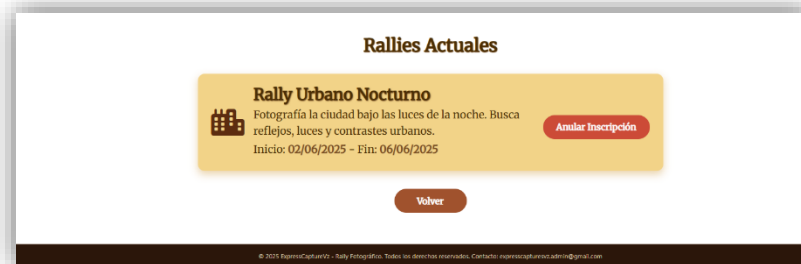 Rallies Actuales
Rally Urbano Nocturno
Fotografía la ciudad bajo las luces de la noche. Busca
reflejos, luces y contrastes urbanos.
Inicio: 02/06/2025 - Fin: 06/06/2025
Anular Inscripción
Volver
© 2025 ExpressCaptureVz - Rally Fotográfico. Todos los derechos reservados. Contacto: expresscapturevz.admin@gmail.com